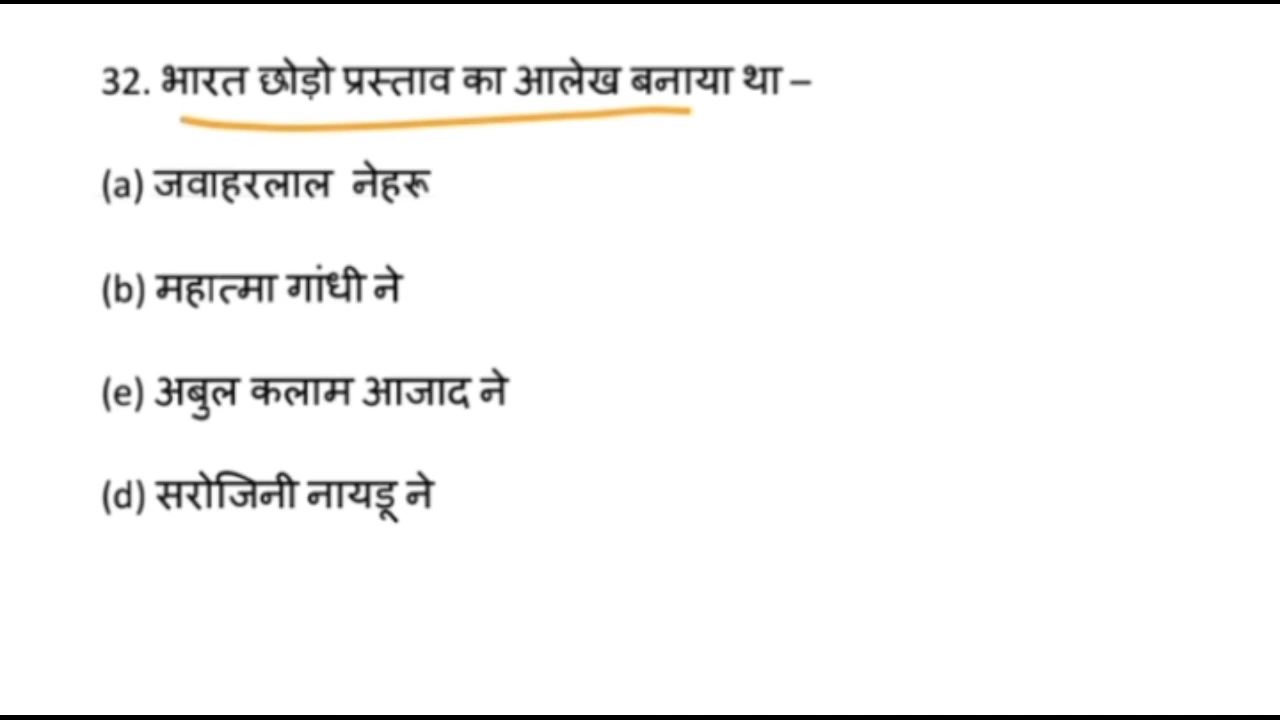 32. भारत छोड़ो प्रस्ताव का आलेख बनाया था –
(a) जवाहरलाल नेहरू
(b) महात्मा गांधी ने
(e) अबुल कलाम आजाद ने
(d) सरोजिनी नायडू ने